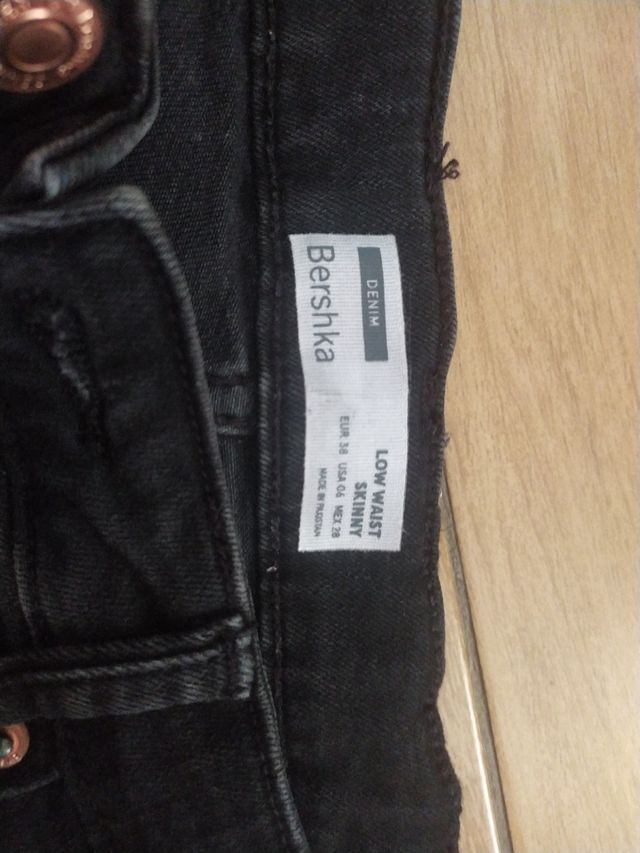 DENIM
Bershka
LOW WAIST
SKINNY
EUR 38 USA 06 MEX 28
MADE IN PAKISTAN